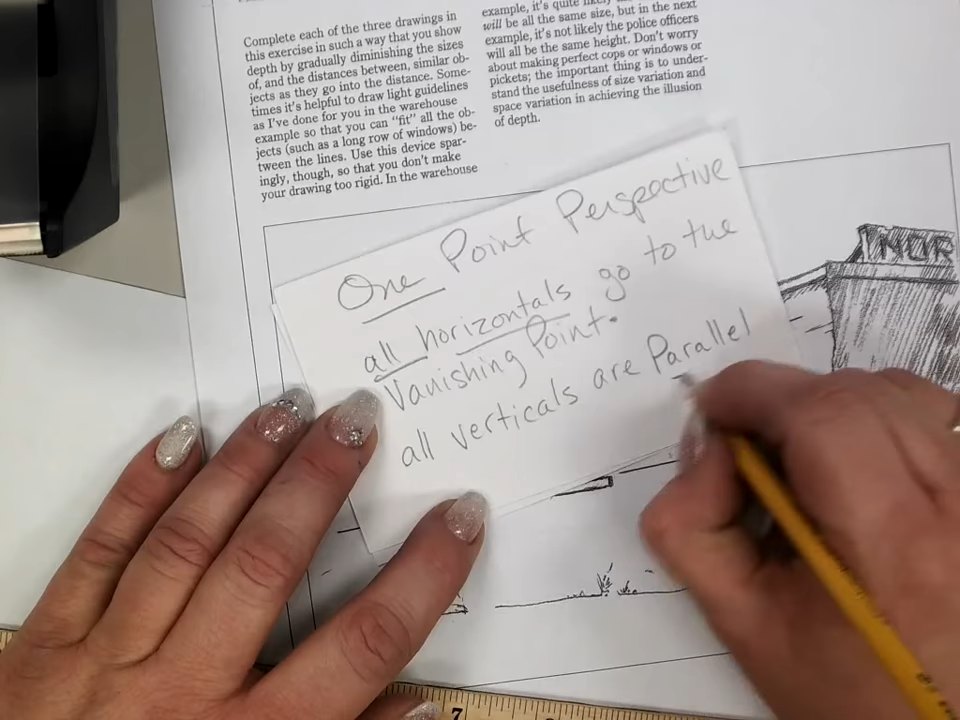 Complete each of the three drawings in
this exercise in such a way that you show
depth by gradually diminishing the sizes
of, and the distances between, similar ob-
jects as they go into the distance. Some-
times it's helpful to draw light guidelines
as I've done for you in the warehouse
example so that you can "fit" all the ob-
jects (such as a long row of windows) be-
tween the lines. Use this device spar-
ingly, though, so that you don't make
your drawing too rigid. In the warehouse
example, it's quite
will be all the same size, but in the next
example, it's not likely the police officers
will all be the same height. Don't worry
about making perfect cops or windows or
pickets; the important thing is to under-
stand the usefulness of size variation and
space variation in achieving the illusion
of depth.
One Point Perspective
all horizontals go to the
Vanishing Point.
all verticals are Parallel
NUR
7